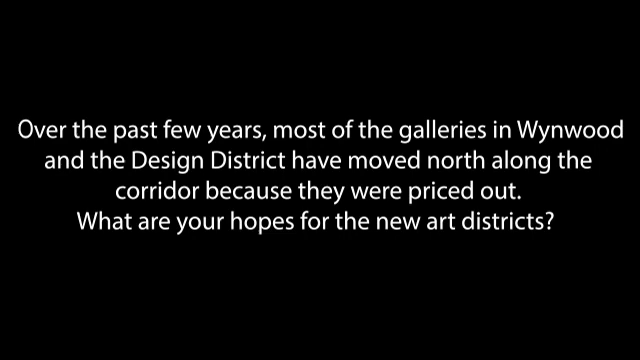 Over the past few years, most of the galleries in Wynwood
and the Design District have moved north along the
corridor because they were priced out.
What are your hopes for the new art districts?